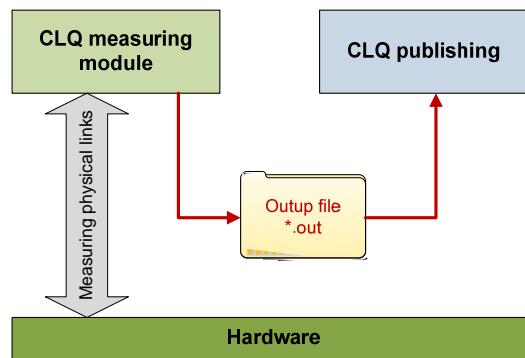 CLQ measuring
module
CLQ publishing
Measuring physical links
Outup file
*.out
Hardware